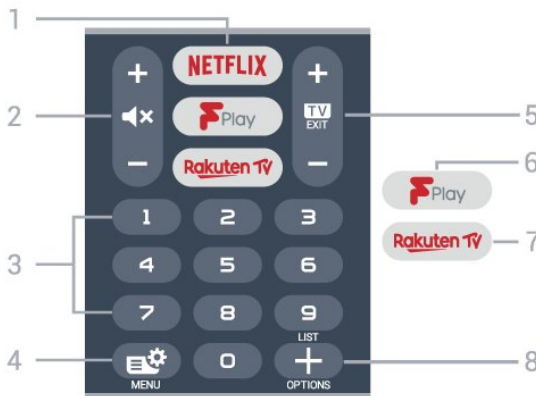 1
NETFLIX
+ +
2
TV
EXIT
5
F Play
- -
6
F Play
Rakuten TV
7
Rakuten TV
3
1 2 3
4 5 6
7 8 9
LIST
4
0
+
8
MENU
OPTIONS